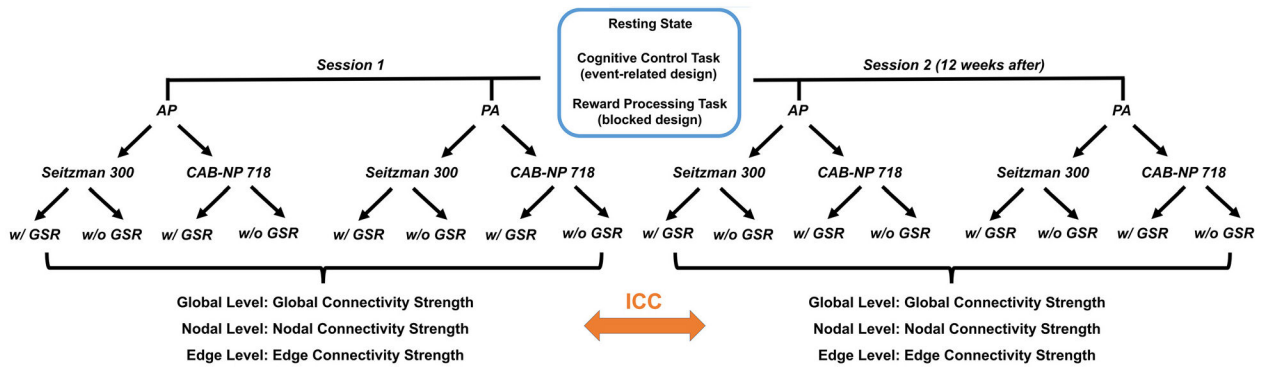 Resting State
Cognitive Control Task
(event-related design)
Reward Processing Task
(blocked design)
Session 1
Session 2 (12 weeks after)
AP
PA
AP
PA
Seitzman 300
CAB-NP 718
Seitzman 300
CAB-NP 718
Seitzman 300
CAB-NP 718
Seitzman 300
CAB-NP 718
w/ GSR
w/o GSR
w/ GSR
w/o GSR
w/ GSR
w/o GSR
w/ GSR
w/o GSR
w/ GSR
w/o GSR
w/ GSR
w/o GSR
w/ GSR
w/o GSR
w/ GSR
w/o GSR
Global Level: Global Connectivity Strength
Nodal Level: Nodal Connectivity Strength
Edge Level: Edge Connectivity Strength
ICC
Global Level: Global Connectivity Strength
Nodal Level: Nodal Connectivity Strength
Edge Level: Edge Connectivity Strength